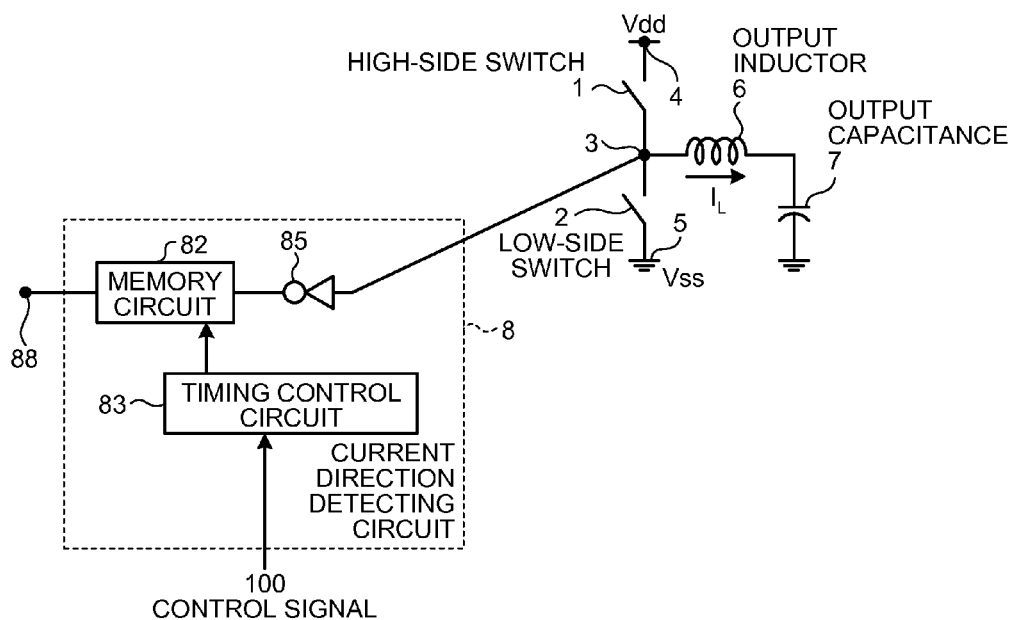 Vdd
HIGH-SIDE SWITCH
1
4
OUTPUT
INDUCTOR
6
OUTPUT
CAPACITANCE
7
3
IL
2
LOW-SIDE
SWITCH
5
Vss
82
MEMORY
CIRCUIT
85
88
8
83
TIMING CONTROL
CIRCUIT
CURRENT
DIRECTION
DETECTING
CIRCUIT
100
CONTROL SIGNAL